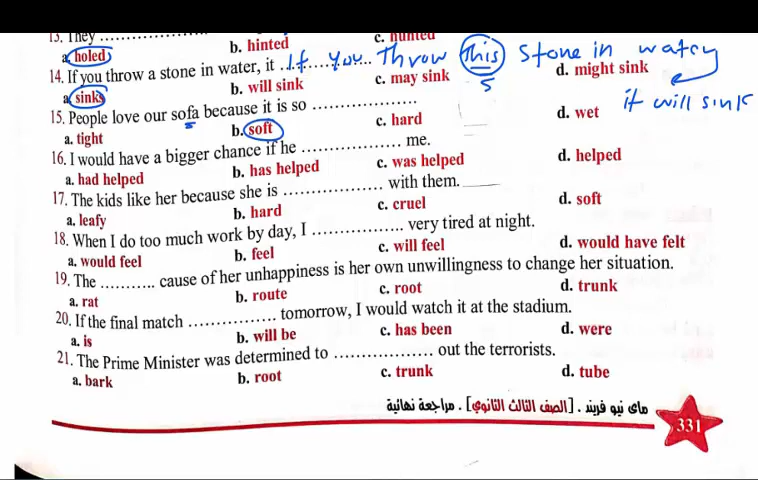 13. They ....................
a. holed b. hinted c. hunted
14. If you throw a stone in water, it .................. If you Throw this stone in water
a. sinks b. will sink c. may sink d. might sink
s it will sink
15. People love our sofa because it is so ....................
a. tight b. soft c. hard d. wet
16. I would have a bigger chance if he .................... me.
a. had helped b. has helped c. was helped d. helped
17. The kids like her because she is .................... with them.
a. leafy b. hard c. cruel d. soft
18. When I do too much work by day, I .................. very tired at night.
a. would feel b. feel c. will feel d. would have felt
19. The ........... cause of her unhappiness is her own unwillingness to change her situation.
a. rat b. route c. root d. trunk
20. If the final match .................. tomorrow, I would watch it at the stadium.
a. is b. will be c. has been d. were
21. The Prime Minister was determined to .................... out the terrorists.
a. bark b. root c. trunk d. tube
ماى نيو فريند . [الصف الثالث الثانوي] . مراجعة نهائية
331